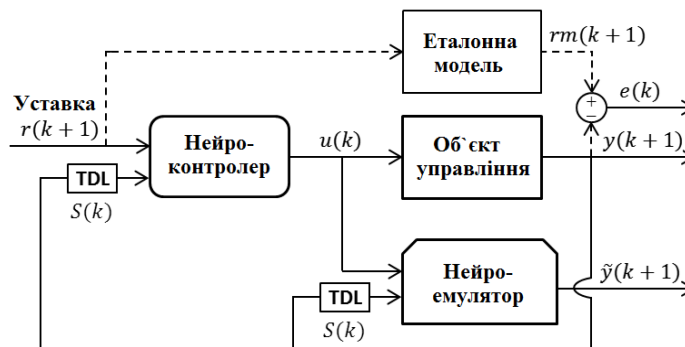 Еталонна
модель
rm(k+1)
Уставка
r(k+1)
+
−
e(k)
Нейро-
контролер
u(k)
Об`єкт
управління
y(k+1)
TDL
S(k)
Нейро-
емулятор
ỹ(k+1)
TDL
S(k)